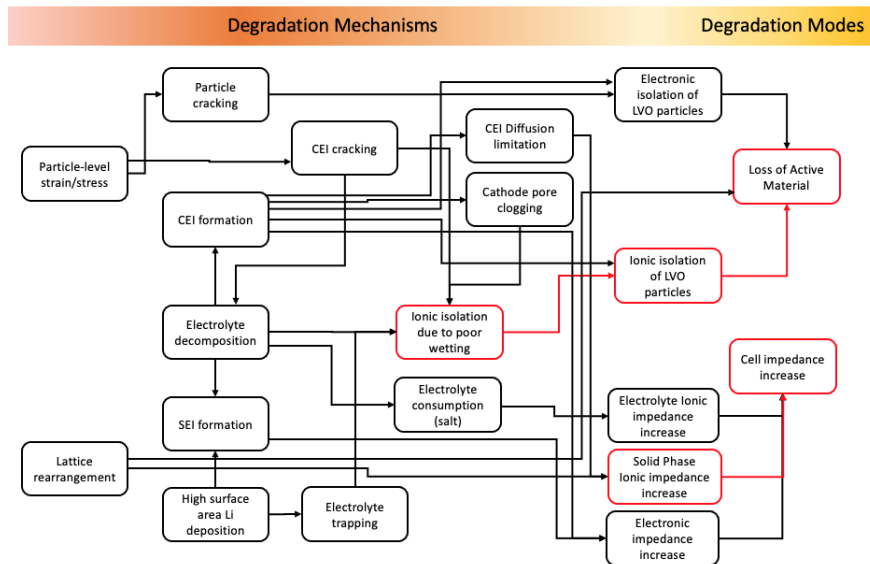 Degradation Mechanisms
Degradation Modes
Particle
cracking
Electronic
isolation of
LVO particles
CEI Diffusion
limitation
CEI cracking
Particle-level
strain/stress
Loss of Active
Material
Cathode pore
clogging
CEI formation
Ionic isolation
of LVO
particles
Electrolyte
decomposition
Ionic isolation
due to poor
wetting
Cell impedance
increase
Electrolyte
consumption
(salt)
Electrolyte Ionic
impedance
increase
SEI formation
Lattice
rearrangement
Solid Phase
Ionic impedance
increase
High surface
area Li
deposition
Electrolyte
trapping
Electronic
impedance
increase